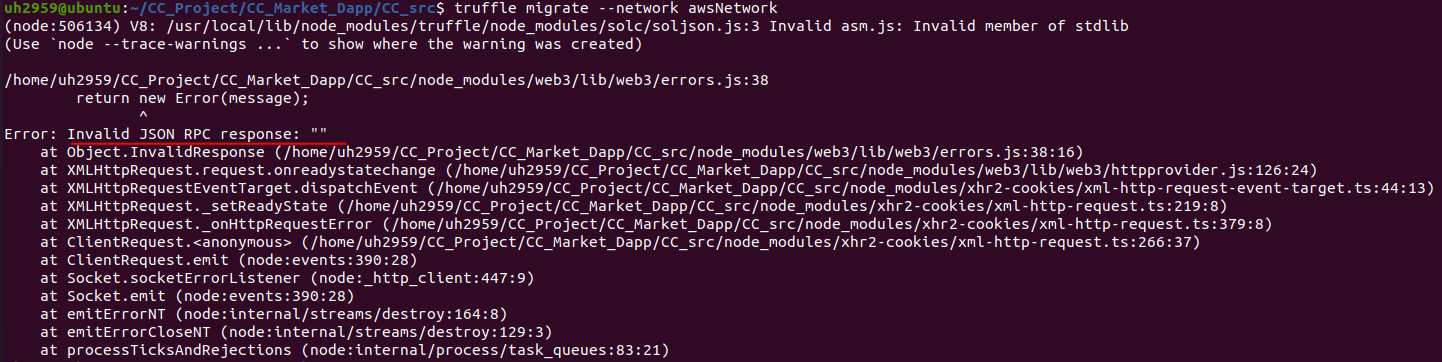 uh2959@ubuntu:~/CC_Project/CC_Market_Dapp/CC_src$ truffle migrate --network awsNetwork
(node:506134) V8: /usr/local/lib/node_modules/truffle/node_modules/solc/soljson.js:3 Invalid asm.js: Invalid member of stdlib
(Use `node --trace-warnings ...` to show where the warning was created)
/home/uh2959/CC_Project/CC_Market_Dapp/CC_src/node_modules/web3/lib/web3/errors.js:38
return new Error(message);
^
Error: Invalid JSON RPC response: ""
at Object.InvalidResponse (/home/uh2959/CC_Project/CC_Market_Dapp/CC_src/node_modules/web3/lib/web3/errors.js:38:16)
at XMLHttpRequest.request.onreadystatechange (/home/uh2959/CC_Project/CC_Market_Dapp/CC_src/node_modules/web3/lib/web3/httpprovider.js:126:24)
at XMLHttpRequestEventTarget.dispatchEvent (/home/uh2959/CC_Project/CC_Market_Dapp/CC_src/node_modules/xhr2-cookies/xml-http-request-event-target.ts:44:13)
at XMLHttpRequest._setReadyState (/home/uh2959/CC_Project/CC_Market_Dapp/CC_src/node_modules/xhr2-cookies/xml-http-request.ts:219:8)
at XMLHttpRequest._onHttpRequestError (/home/uh2959/CC_Project/CC_Market_Dapp/CC_src/node_modules/xhr2-cookies/xml-http-request.ts:379:8)
at ClientRequest.<anonymous> (/home/uh2959/CC_Project/CC_Market_Dapp/CC_src/node_modules/xhr2-cookies/xml-http-request.ts:266:37)
at ClientRequest.emit (node:events:390:28)
at Socket.socketErrorListener (node:_http_client:447:9)
at Socket.emit (node:events:390:28)
at emitErrorNT (node:internal/streams/destroy:164:8)
at emitErrorCloseNT (node:internal/streams/destroy:129:3)
at processTicksAndRejections (node:internal/process/task_queues:83:21)